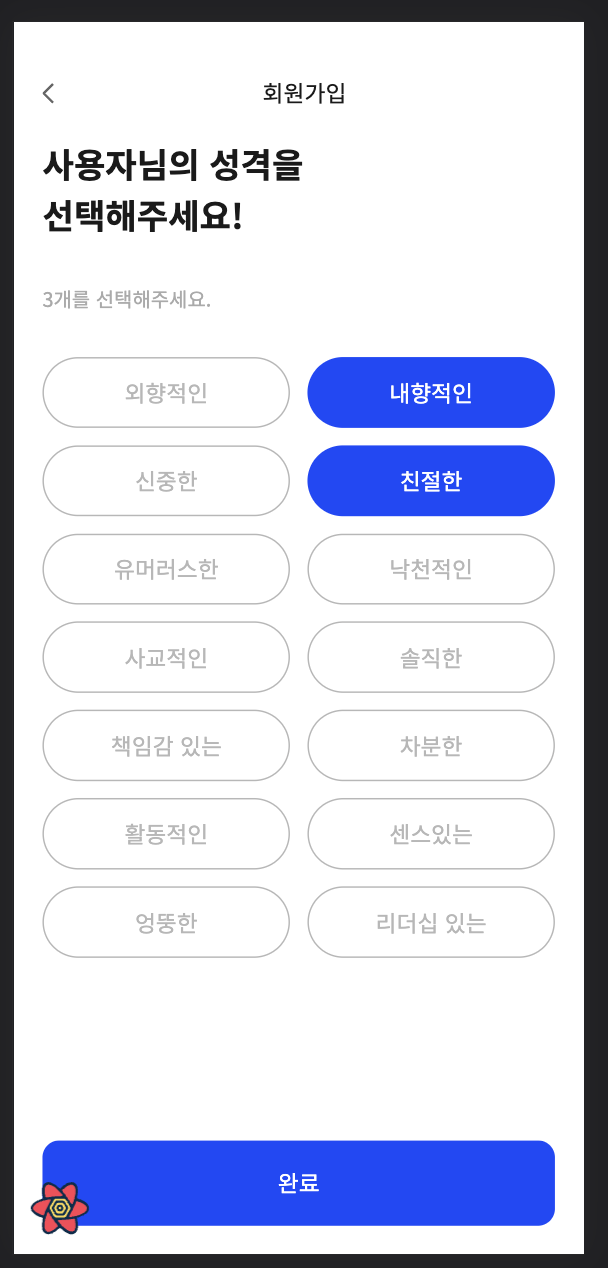 회원가입
사용자님의 성격을
선택해주세요!
3개를 선택해주세요.
외향적인
내향적인
신중한
친절한
유머러스한
낙천적인
사교적인
솔직한
책임감 있는
차분한
활동적인
센스있는
엉뚱한
리더십 있는
완료